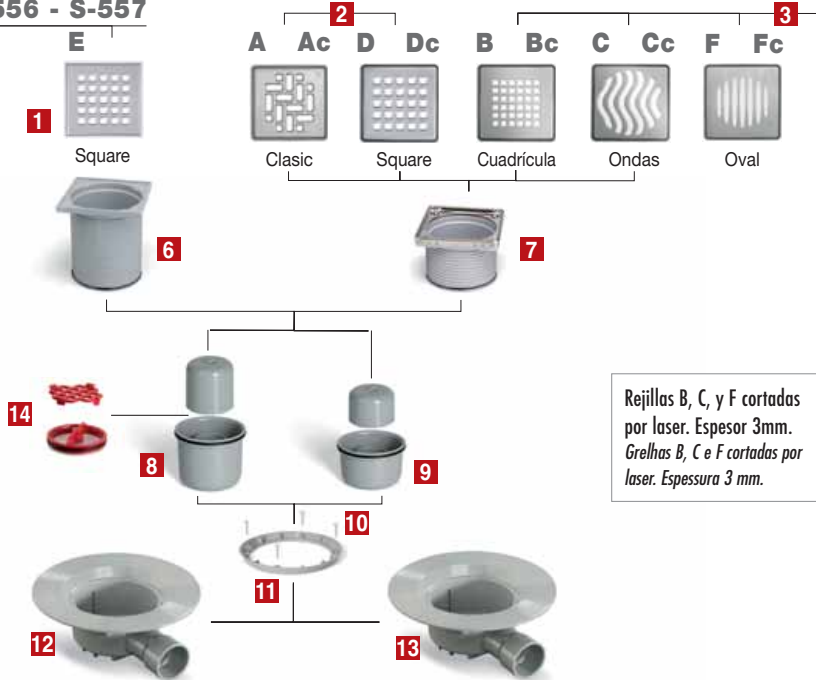 556 - S-557
2
3
E
A Ac D Dc B Bc C Cc F Fc
1
Square
Clasic
Square
Cuadrícula
Ondas
Oval
6
7
14
8
9
Rejillas B, C, y F cortadas
por laser. Espesor 3mm.
Grelhas B, C e F cortadas por
laser. Espessura 3 mm.
10
11
12
13